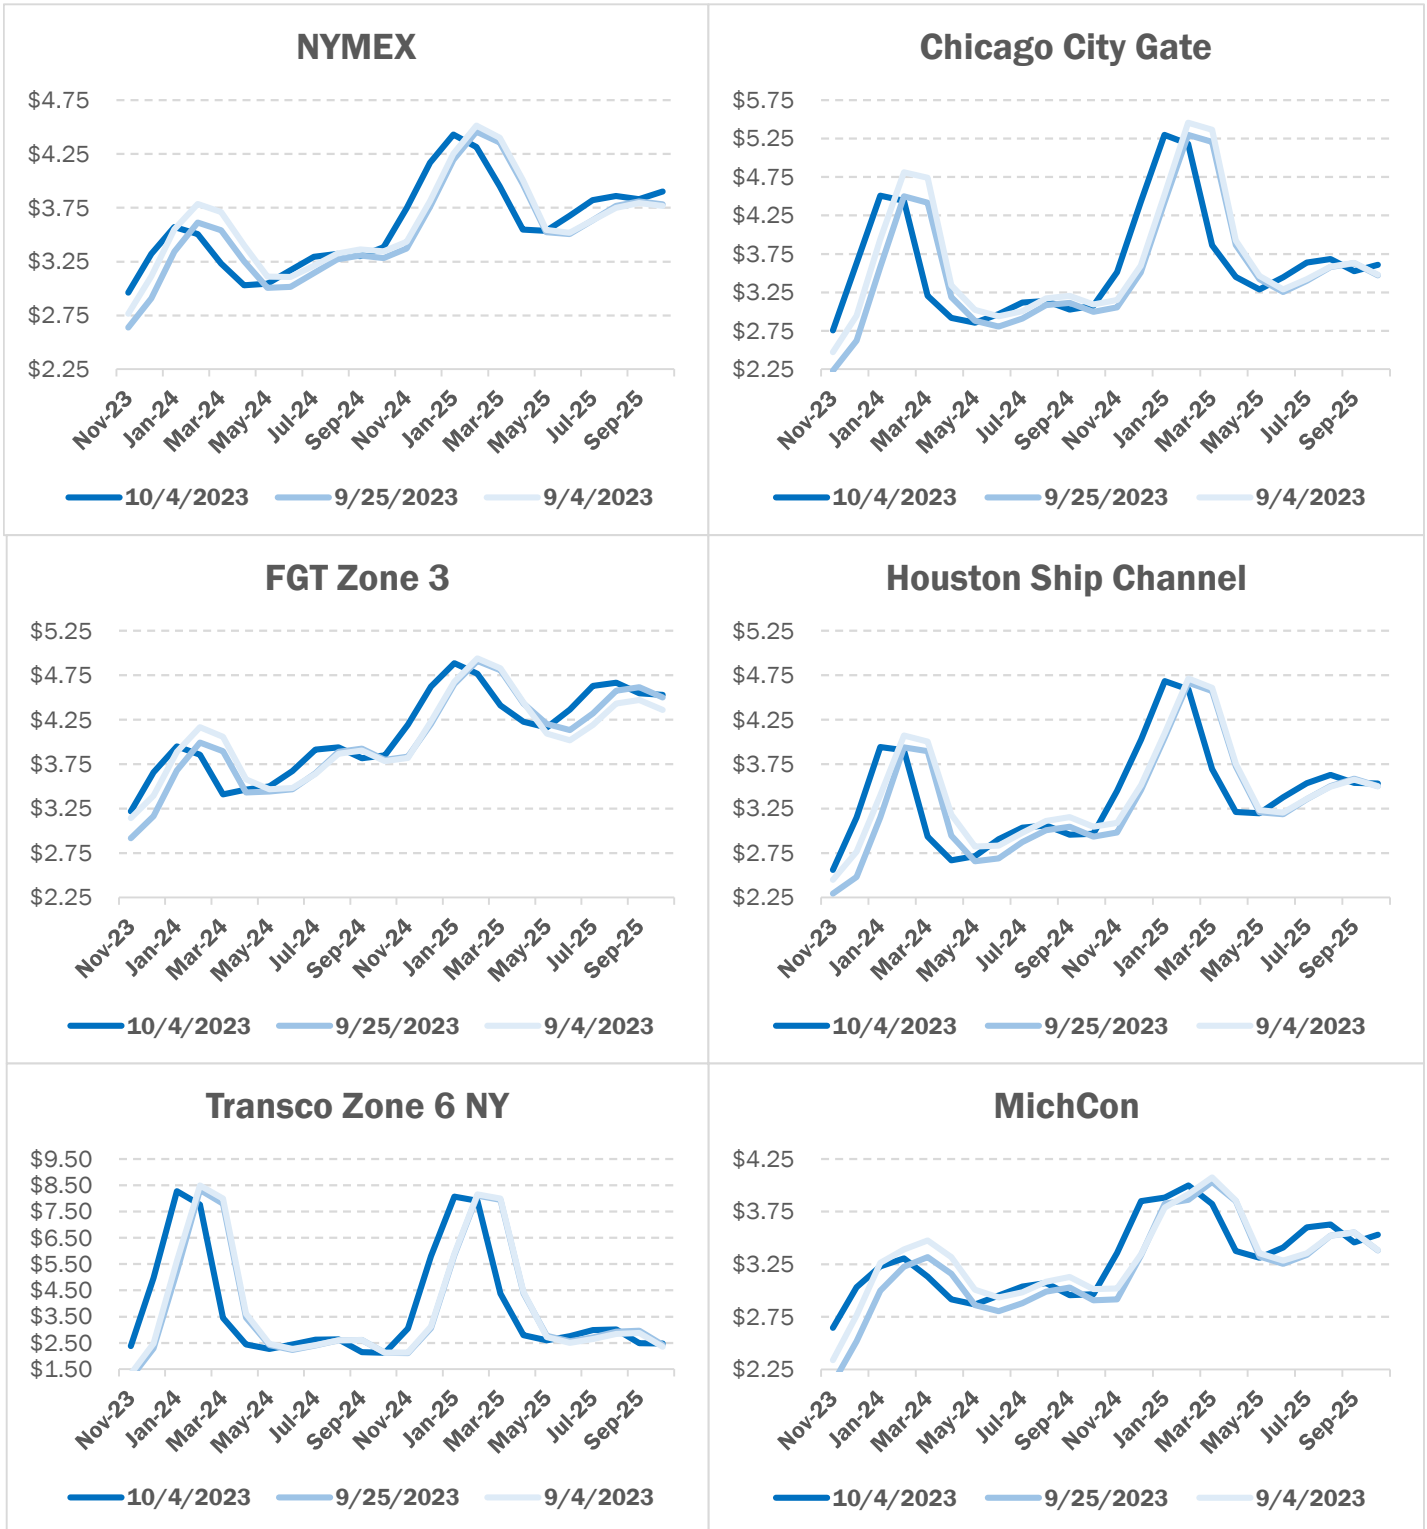 NYMEX
$4.75
$4.25
$3.75
$3.25
$2.75
$2.25
Nov-23 Jan-24 Mar-24 May-24 Jul-24 Sep-24 Nov-24 Jan-25 Mar-25 May-25 Jul-25 Sep-25
10/4/2023 9/25/2023 9/4/2023
Chicago City Gate
$5.75
$5.25
$4.75
$4.25
$3.75
$3.25
$2.75
$2.25
Nov-23 Jan-24 Mar-24 May-24 Jul-24 Sep-24 Nov-24 Jan-25 Mar-25 May-25 Jul-25 Sep-25
10/4/2023 9/25/2023 9/4/2023
FGT Zone 3
$5.25
$4.75
$4.25
$3.75
$3.25
$2.75
$2.25
Nov-23 Jan-24 Mar-24 May-24 Jul-24 Sep-24 Nov-24 Jan-25 Mar-25 May-25 Jul-25 Sep-25
10/4/2023 9/25/2023 9/4/2023
Houston Ship Channel
$5.25
$4.75
$4.25
$3.75
$3.25
$2.75
$2.25
Nov-23 Jan-24 Mar-24 May-24 Jul-24 Sep-24 Nov-24 Jan-25 Mar-25 May-25 Jul-25 Sep-25
10/4/2023 9/25/2023 9/4/2023
Transco Zone 6 NY
$9.50
$8.50
$7.50
$6.50
$5.50
$4.50
$3.50
$2.50
$1.50
Nov-23 Jan-24 Mar-24 May-24 Jul-24 Sep-24 Nov-24 Jan-25 Mar-25 May-25 Jul-25 Sep-25
10/4/2023 9/25/2023 9/4/2023
MichCon
$4.25
$3.75
$3.25
$2.75
$2.25
Nov-23 Jan-24 Mar-24 May-24 Jul-24 Sep-24 Nov-24 Jan-25 Mar-25 May-25 Jul-25 Sep-25
10/4/2023 9/25/2023 9/4/2023